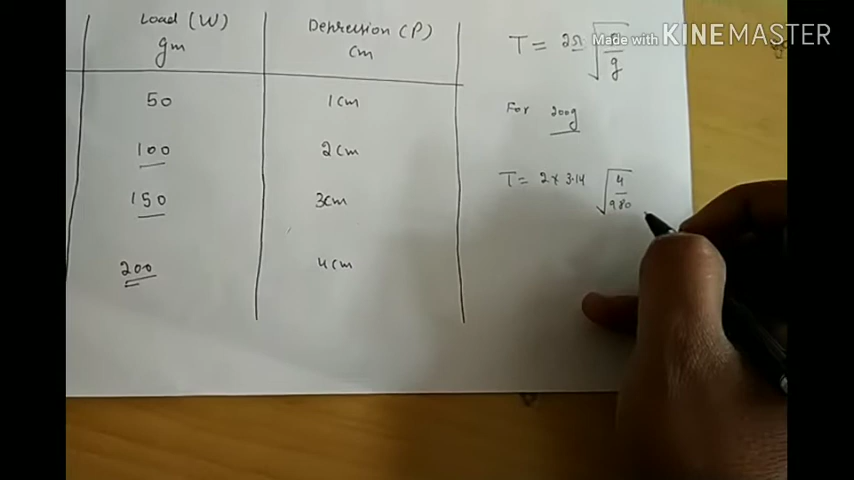 Load (W)
gm
Depression (P)
cm
50
1cm
100
2cm
150
3cm
200
4cm
T = 2π √ g
For 200g
T = 2 x 3.14 √ 4
980
Made with KINEMASTER